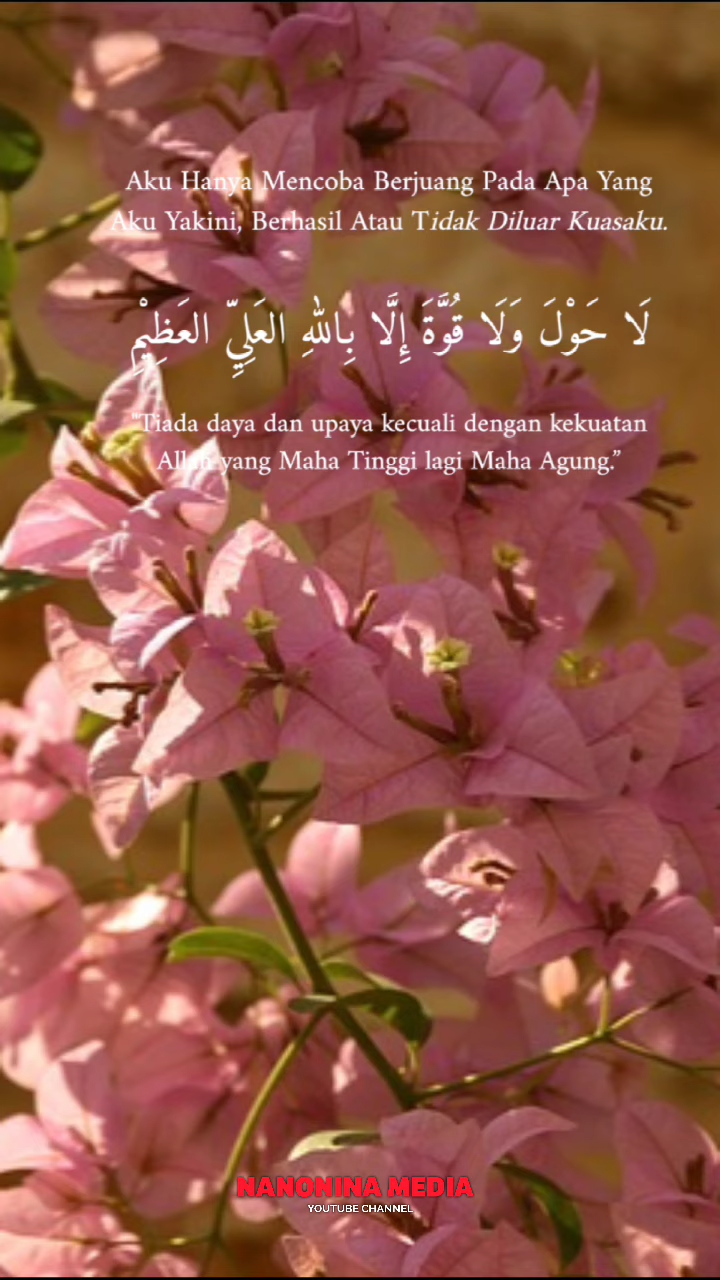 Aku Hanya Mencoba Berjuang Pada Apa Yang
Aku Yakini, Berhasil Atau Tidak Diluar Kuasaku.
لَا حَوْلَ وَلَا قُوَّةَ إِلَّا بِاللهِ العَلِيِّ العَظِيْمِ
“Tiada daya dan upaya kecuali dengan kekuatan
Allah yang Maha Tinggi lagi Maha Agung.”
NANONINA MEDIA
YOUTUBE CHANNEL